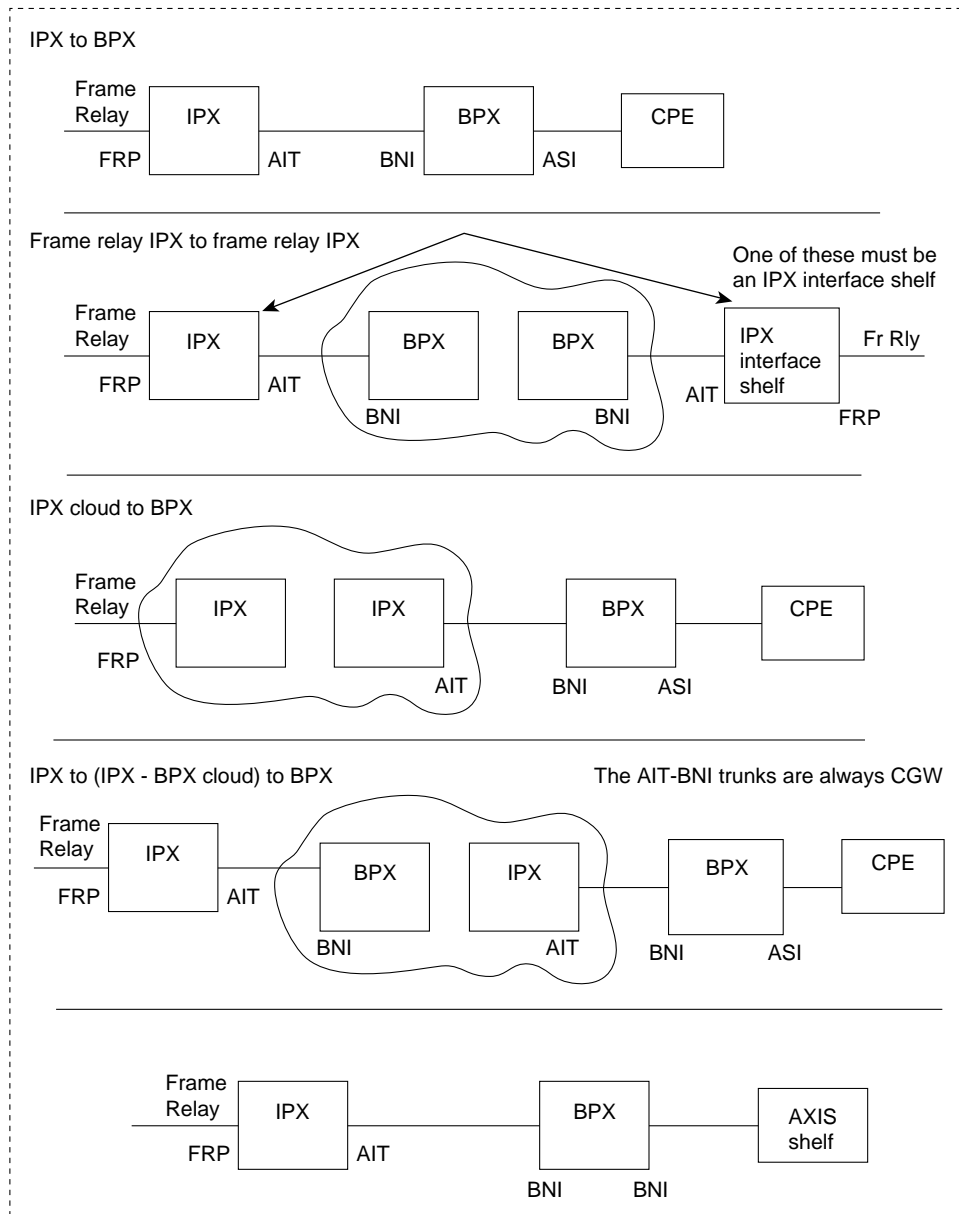 IPX to BPX
Frame
Relay
IPX
BPX
CPE
FRP
AIT
BNI
ASI
Frame relay IPX to frame relay IPX
One of these must be
an IPX interface shelf
Frame
Relay
IPX
BPX
BPX
IPX
interface
shelf
Fr Rly
FRP
AIT
BNI
BNI
AIT
FRP
IPX cloud to BPX
Frame
Relay
IPX
IPX
BPX
CPE
FRP
AIT
BNI
ASI
IPX to (IPX - BPX cloud) to BPX
The AIT-BNI trunks are always CGW
Frame
Relay
IPX
BPX
IPX
BPX
CPE
FRP
AIT
BNI
AIT
BNI
ASI
Frame
Relay
IPX
BPX
AXIS
shelf
FRP
AIT
BNI
BNI